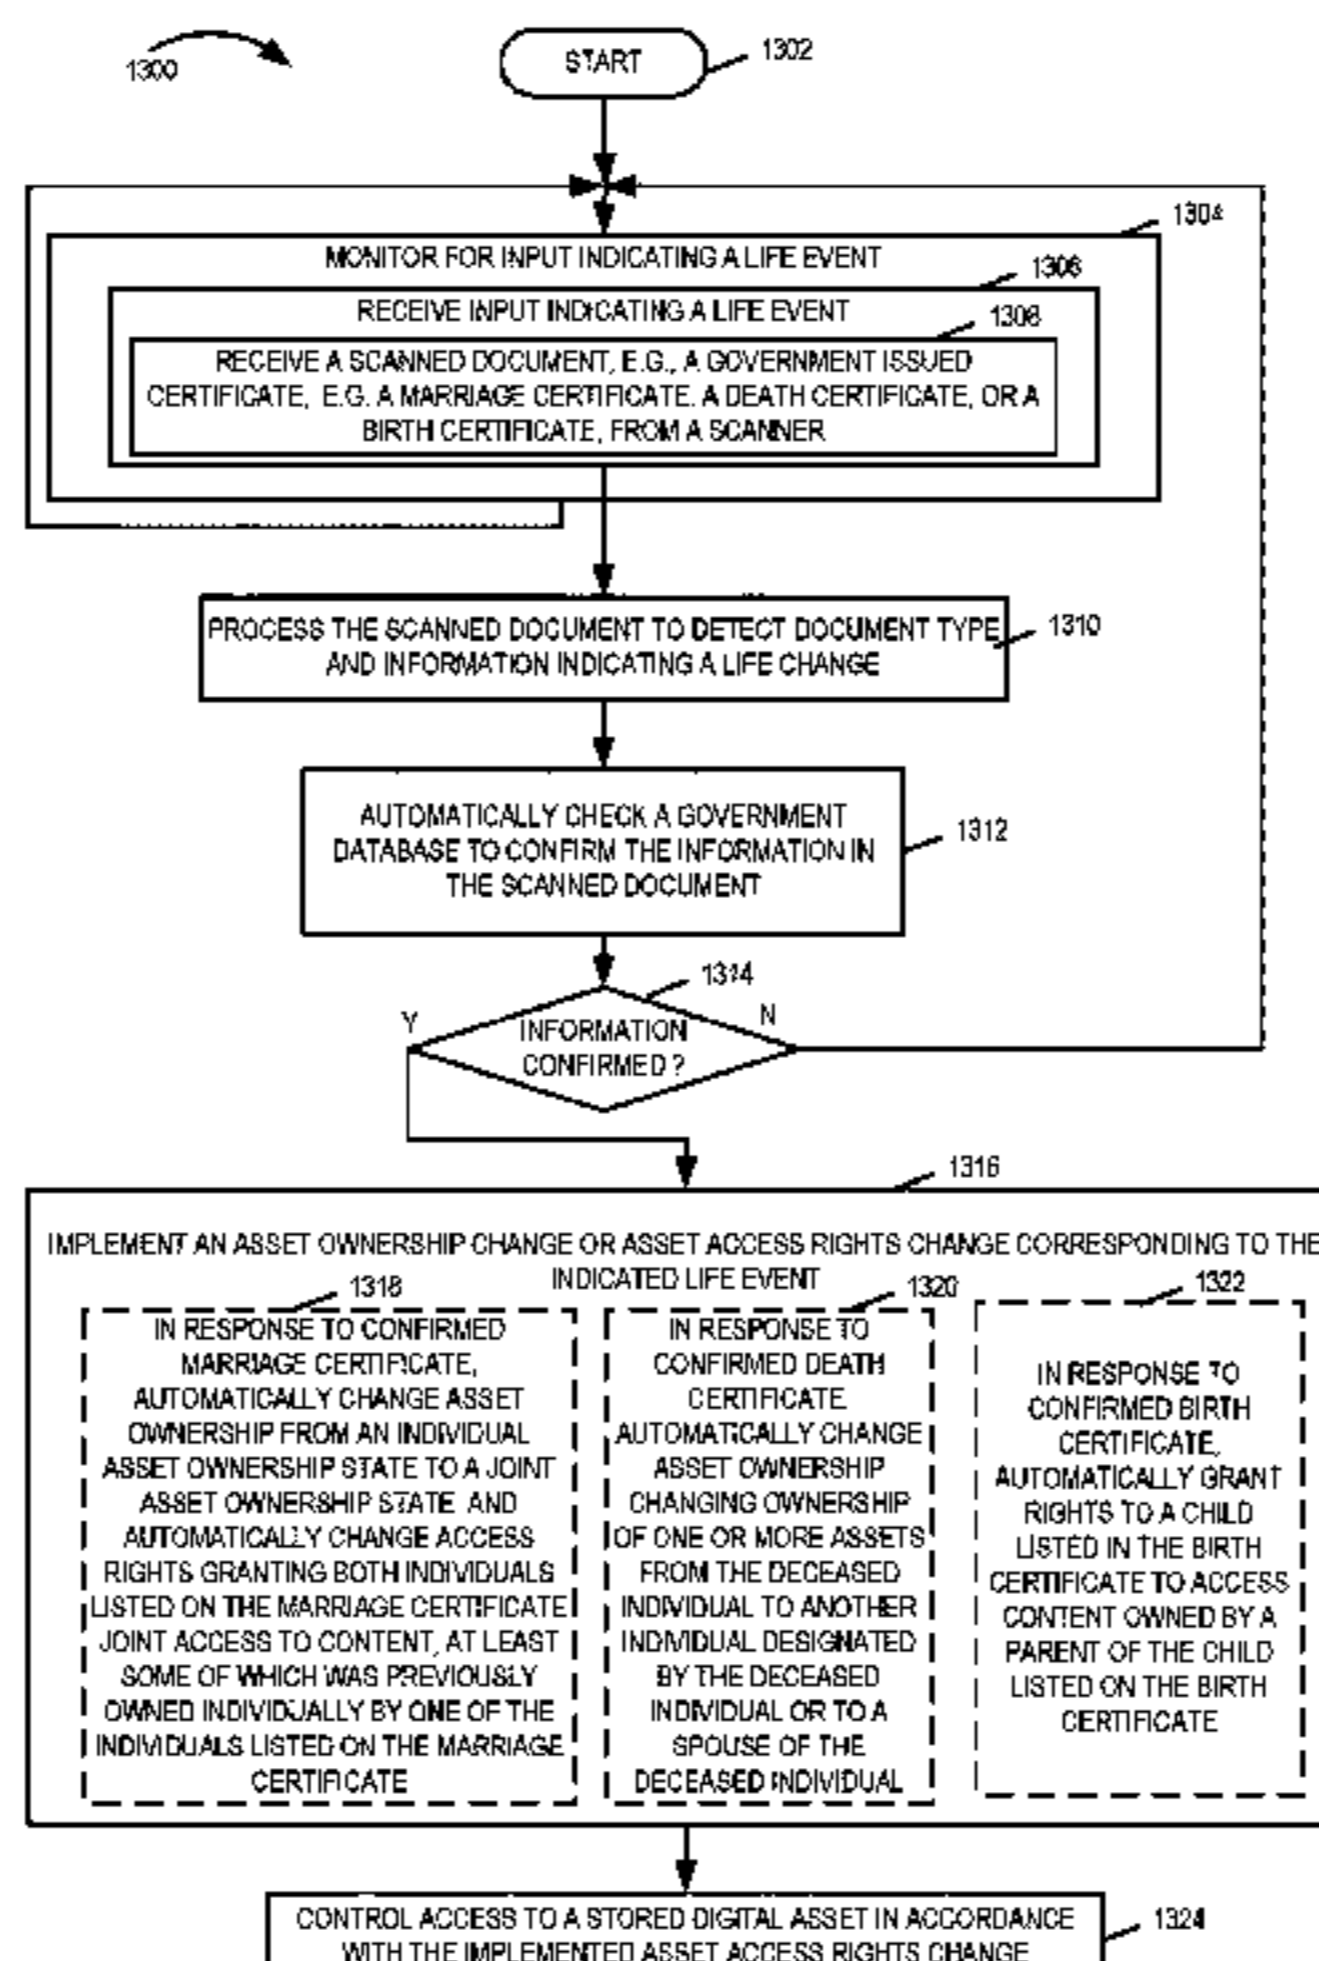 1300
START
1302
1304
MONITOR FOR INPUT INDICATING A LIFE EVENT
1306
RECEIVE INPUT INDICATING A LIFE EVENT
1308
RECEIVE A SCANNED DOCUMENT, E.G., A GOVERNMENT ISSUED
CERTIFICATE, E.G. A MARRIAGE CERTIFICATE. A DEATH CERTIFICATE, OR A
BIRTH CERTIFICATE, FROM A SCANNER
PROCESS THE SCANNED DOCUMENT TO DETECT DOCUMENT TYPE
AND INFORMATION INDICATING A LIFE CHANGE
1310
AUTOMATICALLY CHECK A GOVERNMENT
DATABASE TO CONFIRM THE INFORMATION IN
THE SCANNED DOCUMENT
1312
1314
Y
N
INFORMATION
CONFIRMED ?
1316
IMPLEMENT AN ASSET OWNERSHIP CHANGE OR ASSET ACCESS RIGHTS CHANGE CORRESPONDING TO THE
INDICATED LIFE EVENT
1318
IN RESPONSE TO CONFIRMED
MARRIAGE CERTIFICATE,
AUTOMATICALLY CHANGE ASSET
OWNERSHIP FROM AN INDIVIDUAL
ASSET OWNERSHIP STATE TO A JOINT
ASSET OWNERSHIP STATE AND
AUTOMATICALLY CHANGE ACCESS
RIGHTS GRANTING BOTH INDIVIDUALS
LISTED ON THE MARRIAGE CERTIFICATE
JOINT ACCESS TO CONTENT, AT LEAST
SOME OF WHICH WAS PREVIOUSLY
OWNED INDIVIDUALLY BY ONE OF THE
INDIVIDUALS LISTED ON THE MARRIAGE
CERTIFICATE
1320
IN RESPONSE TO
CONFIRMED DEATH
CERTIFICATE
AUTOMATICALLY CHANGE
ASSET OWNERSHIP
CHANGING OWNERSHIP
OF ONE OR MORE ASSETS
FROM THE DECEASED
INDIVIDUAL TO ANOTHER
INDIVIDUAL DESIGNATED
BY THE DECEASED
INDIVIDUAL OR TO A
SPOUSE OF THE
DECEASED INDIVIDUAL
1322
IN RESPONSE TO
CONFIRMED BIRTH
CERTIFICATE,
AUTOMATICALLY GRANT
RIGHTS TO A CHILD
LISTED IN THE BIRTH
CERTIFICATE TO ACCESS
CONTENT OWNED BY A
PARENT OF THE CHILD
LISTED ON THE BIRTH
CERTIFICATE
CONTROL ACCESS TO A STORED DIGITAL ASSET IN ACCORDANCE
WITH THE IMPLEMENTED ASSET ACCESS RIGHTS CHANGE
1324